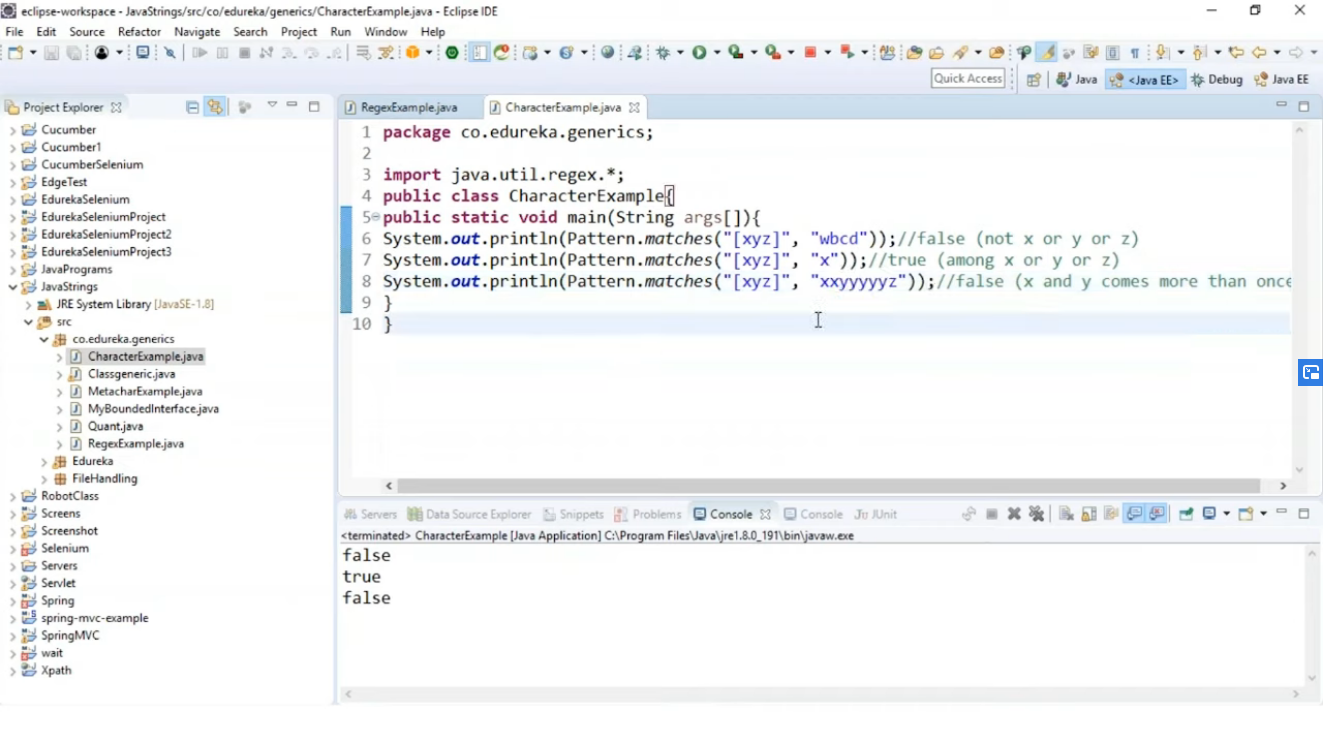 eclipse-workspace - JavaStrings/src/co/edureka/generics/CharacterExample.java - Eclipse IDE
File Edit Source Refactor Navigate Search Project Run Window Help
Quick Access Java <Java EE> Debug Java EE
Project Explorer
Cucumber
Cucumber1
CucumberSelenium
EdgeTest
EdurekaSelenium
EdurekaSeleniumProject
EdurekaSeleniumProject2
EdurekaSeleniumProject3
JavaPrograms
JavaStrings
JRE System Library [JavaSE-1.8]
src
co.edureka.generics
CharacterExample.java
Classgeneric.java
MetacharExample.java
MyBoundedInterface.java
Quant.java
RegexExample.java
Edureka
FileHandling
RobotClass
Screens
Screenshot
Selenium
Servers
Servlet
Spring
spring-mvc-example
SpringMVC
wait
Xpath
RegexExample.java CharacterExample.java
1 package co.edureka.generics;
2
3 import java.util.regex.*;
4 public class CharacterExample{
5 public static void main(String args[]){
6 System.out.println(Pattern.matches("[xyz]", "wbcd"));//false (not x or y or z)
7 System.out.println(Pattern.matches("[xyz]", "x"));//true (among x or y or z)
8 System.out.println(Pattern.matches("[xyz]", "xxyyyyyz"));//false (x and y comes more than once
9 }
10 }
Servers Data Source Explorer Snippets Problems Console Console JUnit
<terminated> CharacterExample [Java Application] C:\Program Files\Java\jre1.8.0_191\bin\javaw.exe
false
true
false